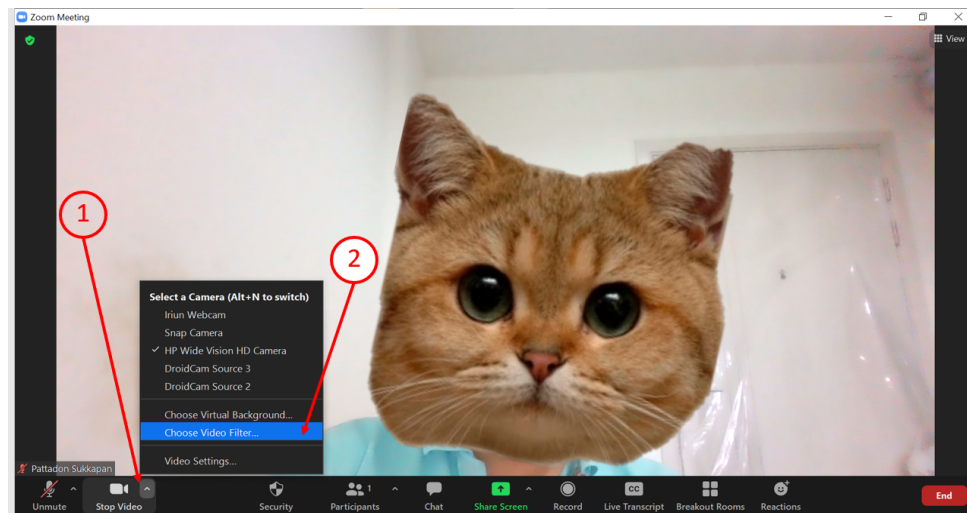 Zoom Meeting
View
1
2
Select a Camera (Alt+N to switch)
Iriun Webcam
Snap Camera
✓ HP Wide Vision HD Camera
DroidCam Source 3
DroidCam Source 2
Choose Virtual Background...
Choose Video Filter...
Video Settings...
Pattadon Sukkapan
1
CC
Unmute
Stop Video
Security
Participants
Chat
Share Screen
Record
Live Transcript
Breakout Rooms
Reactions
End